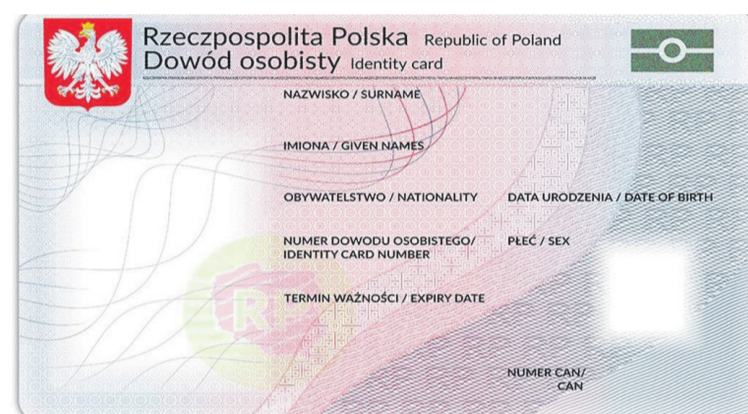 Rzeczpospolita Polska Republic of Poland
Dowód osobisty Identity card
NAZWISKO / SURNAME
IMIONA / GIVEN NAMES
OBYWATELSTWO / NATIONALITY DATA URODZENIA / DATE OF BIRTH
NUMER DOWODU OSOBISTEGO/ PŁEĆ / SEX
IDENTITY CARD NUMBER
TERMIN WAŻNOŚCI / EXPIRY DATE
RP
NUMER CAN/
CAN